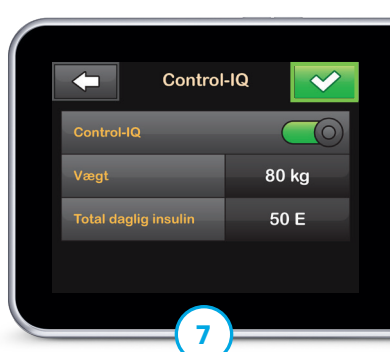 Control-IQ
Control-IQ
Vægt 80 kg
Total daglig insulin 50 E
7